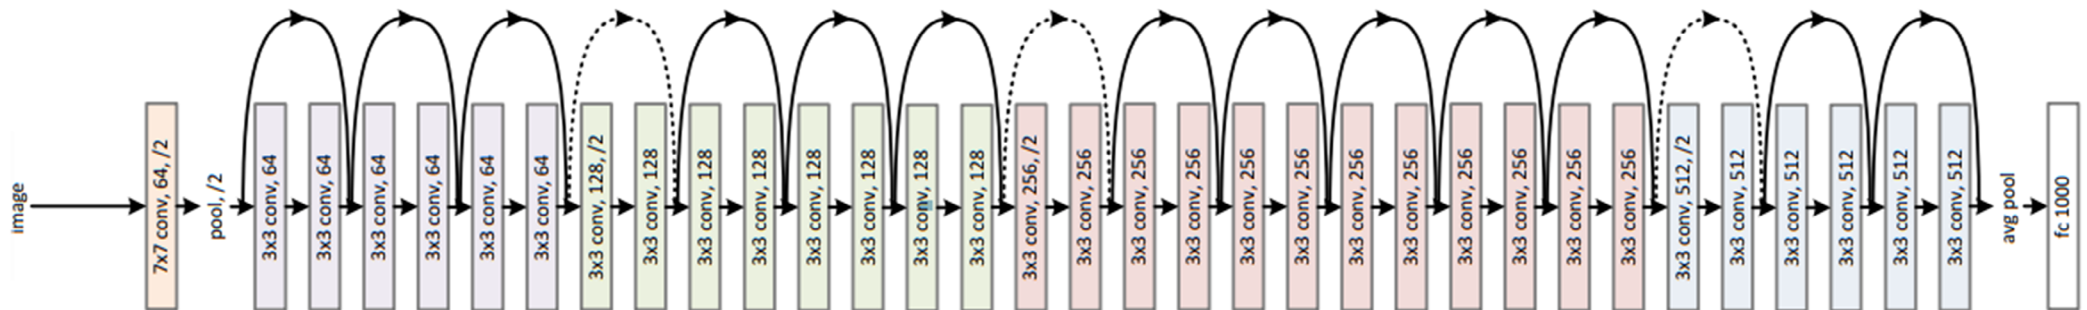 image
7x7 conv, 64, /2
pool, /2
3x3 conv, 64
3x3 conv, 64
3x3 conv, 64
3x3 conv, 64
3x3 conv, 64
3x3 conv, 64
3x3 conv, 128, /2
3x3 conv, 128
3x3 conv, 128
3x3 conv, 128
3x3 conv, 128
3x3 conv, 128
3x3 conv, 128
3x3 conv, 128
3x3 conv, 256, /2
3x3 conv, 256
3x3 conv, 256
3x3 conv, 256
3x3 conv, 256
3x3 conv, 256
3x3 conv, 256
3x3 conv, 256
3x3 conv, 256
3x3 conv, 256
3x3 conv, 256
3x3 conv, 256
3x3 conv, 512, /2
3x3 conv, 512
3x3 conv, 512
3x3 conv, 512
3x3 conv, 512
3x3 conv, 512
avg pool
fc 1000